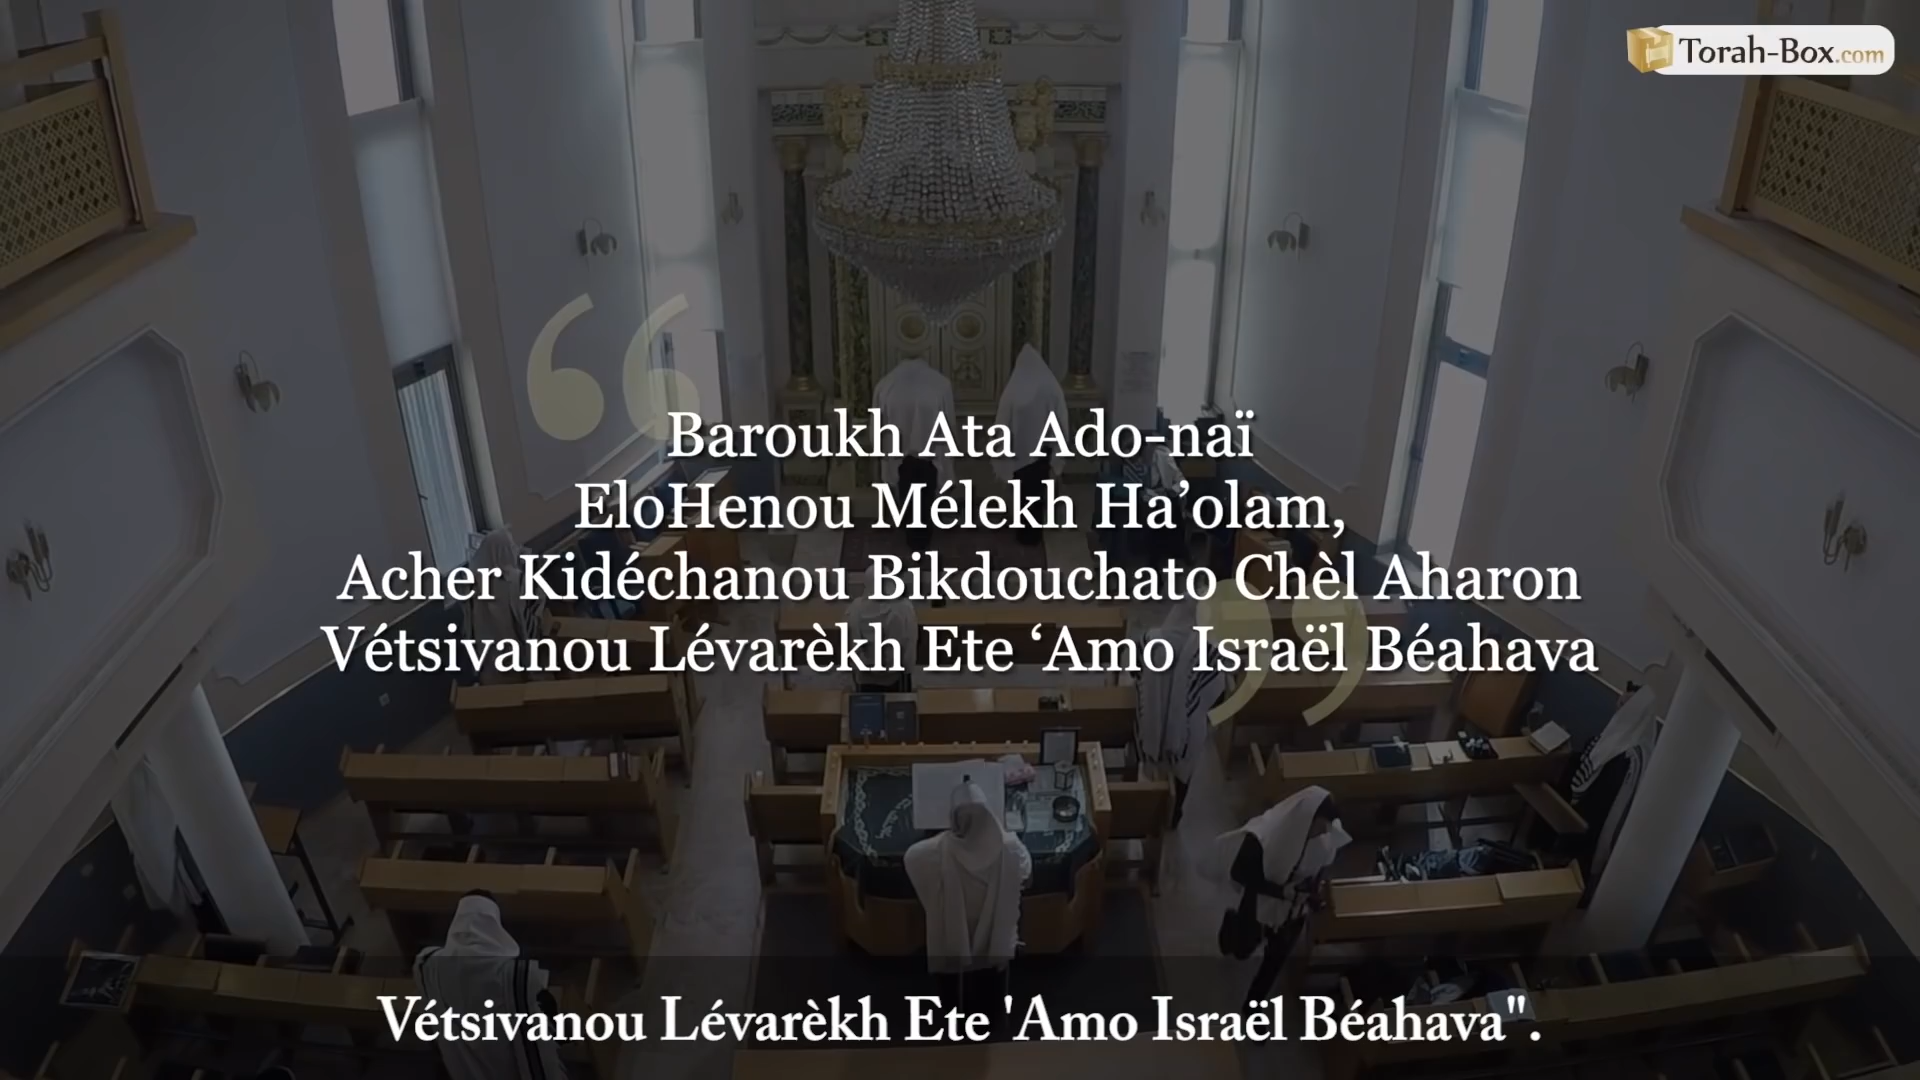 Torah-Box.com
Baroukh Ata Ado-naï
EloHenou Mélekh Ha’olam,
Acher Kidéchanou Bikdouchato Chèl Aharon
Vétsivanou Lévarèkh Ete ‘Amo Israël Béahava
Vétsivanou Lévarèkh Ete 'Amo Israël Béahava".